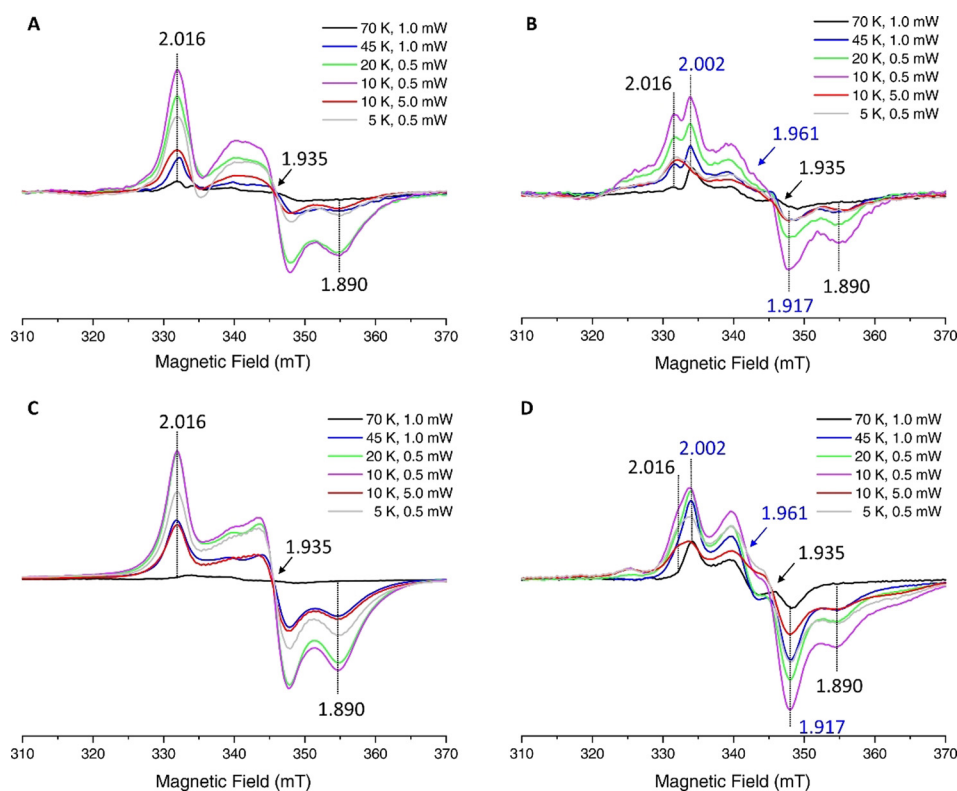 A
2.016
70 K, 1.0 mW
45 K, 1.0 mW
20 K, 0.5 mW
10 K, 0.5 mW
10 K, 5.0 mW
5 K, 0.5 mW
1.935
1.890
310 320 330 340 350 360 370
Magnetic Field (mT)
B
2.016
2.002
70 K, 1.0 mW
45 K, 1.0 mW
20 K, 0.5 mW
10 K, 0.5 mW
10 K, 5.0 mW
5 K, 0.5 mW
1.961
1.935
1.890
1.917
310 320 330 340 350 360 370
Magnetic Field (mT)
C
2.016
70 K, 1.0 mW
45 K, 1.0 mW
20 K, 0.5 mW
10 K, 0.5 mW
10 K, 5.0 mW
5 K, 0.5 mW
1.935
1.890
310 320 330 340 350 360 370
Magnetic Field (mT)
D
2.016
2.002
70 K, 1.0 mW
45 K, 1.0 mW
20 K, 0.5 mW
10 K, 0.5 mW
10 K, 5.0 mW
5 K, 0.5 mW
1.961
1.935
1.890
1.917
310 320 330 340 350 360 370
Magnetic Field (mT)